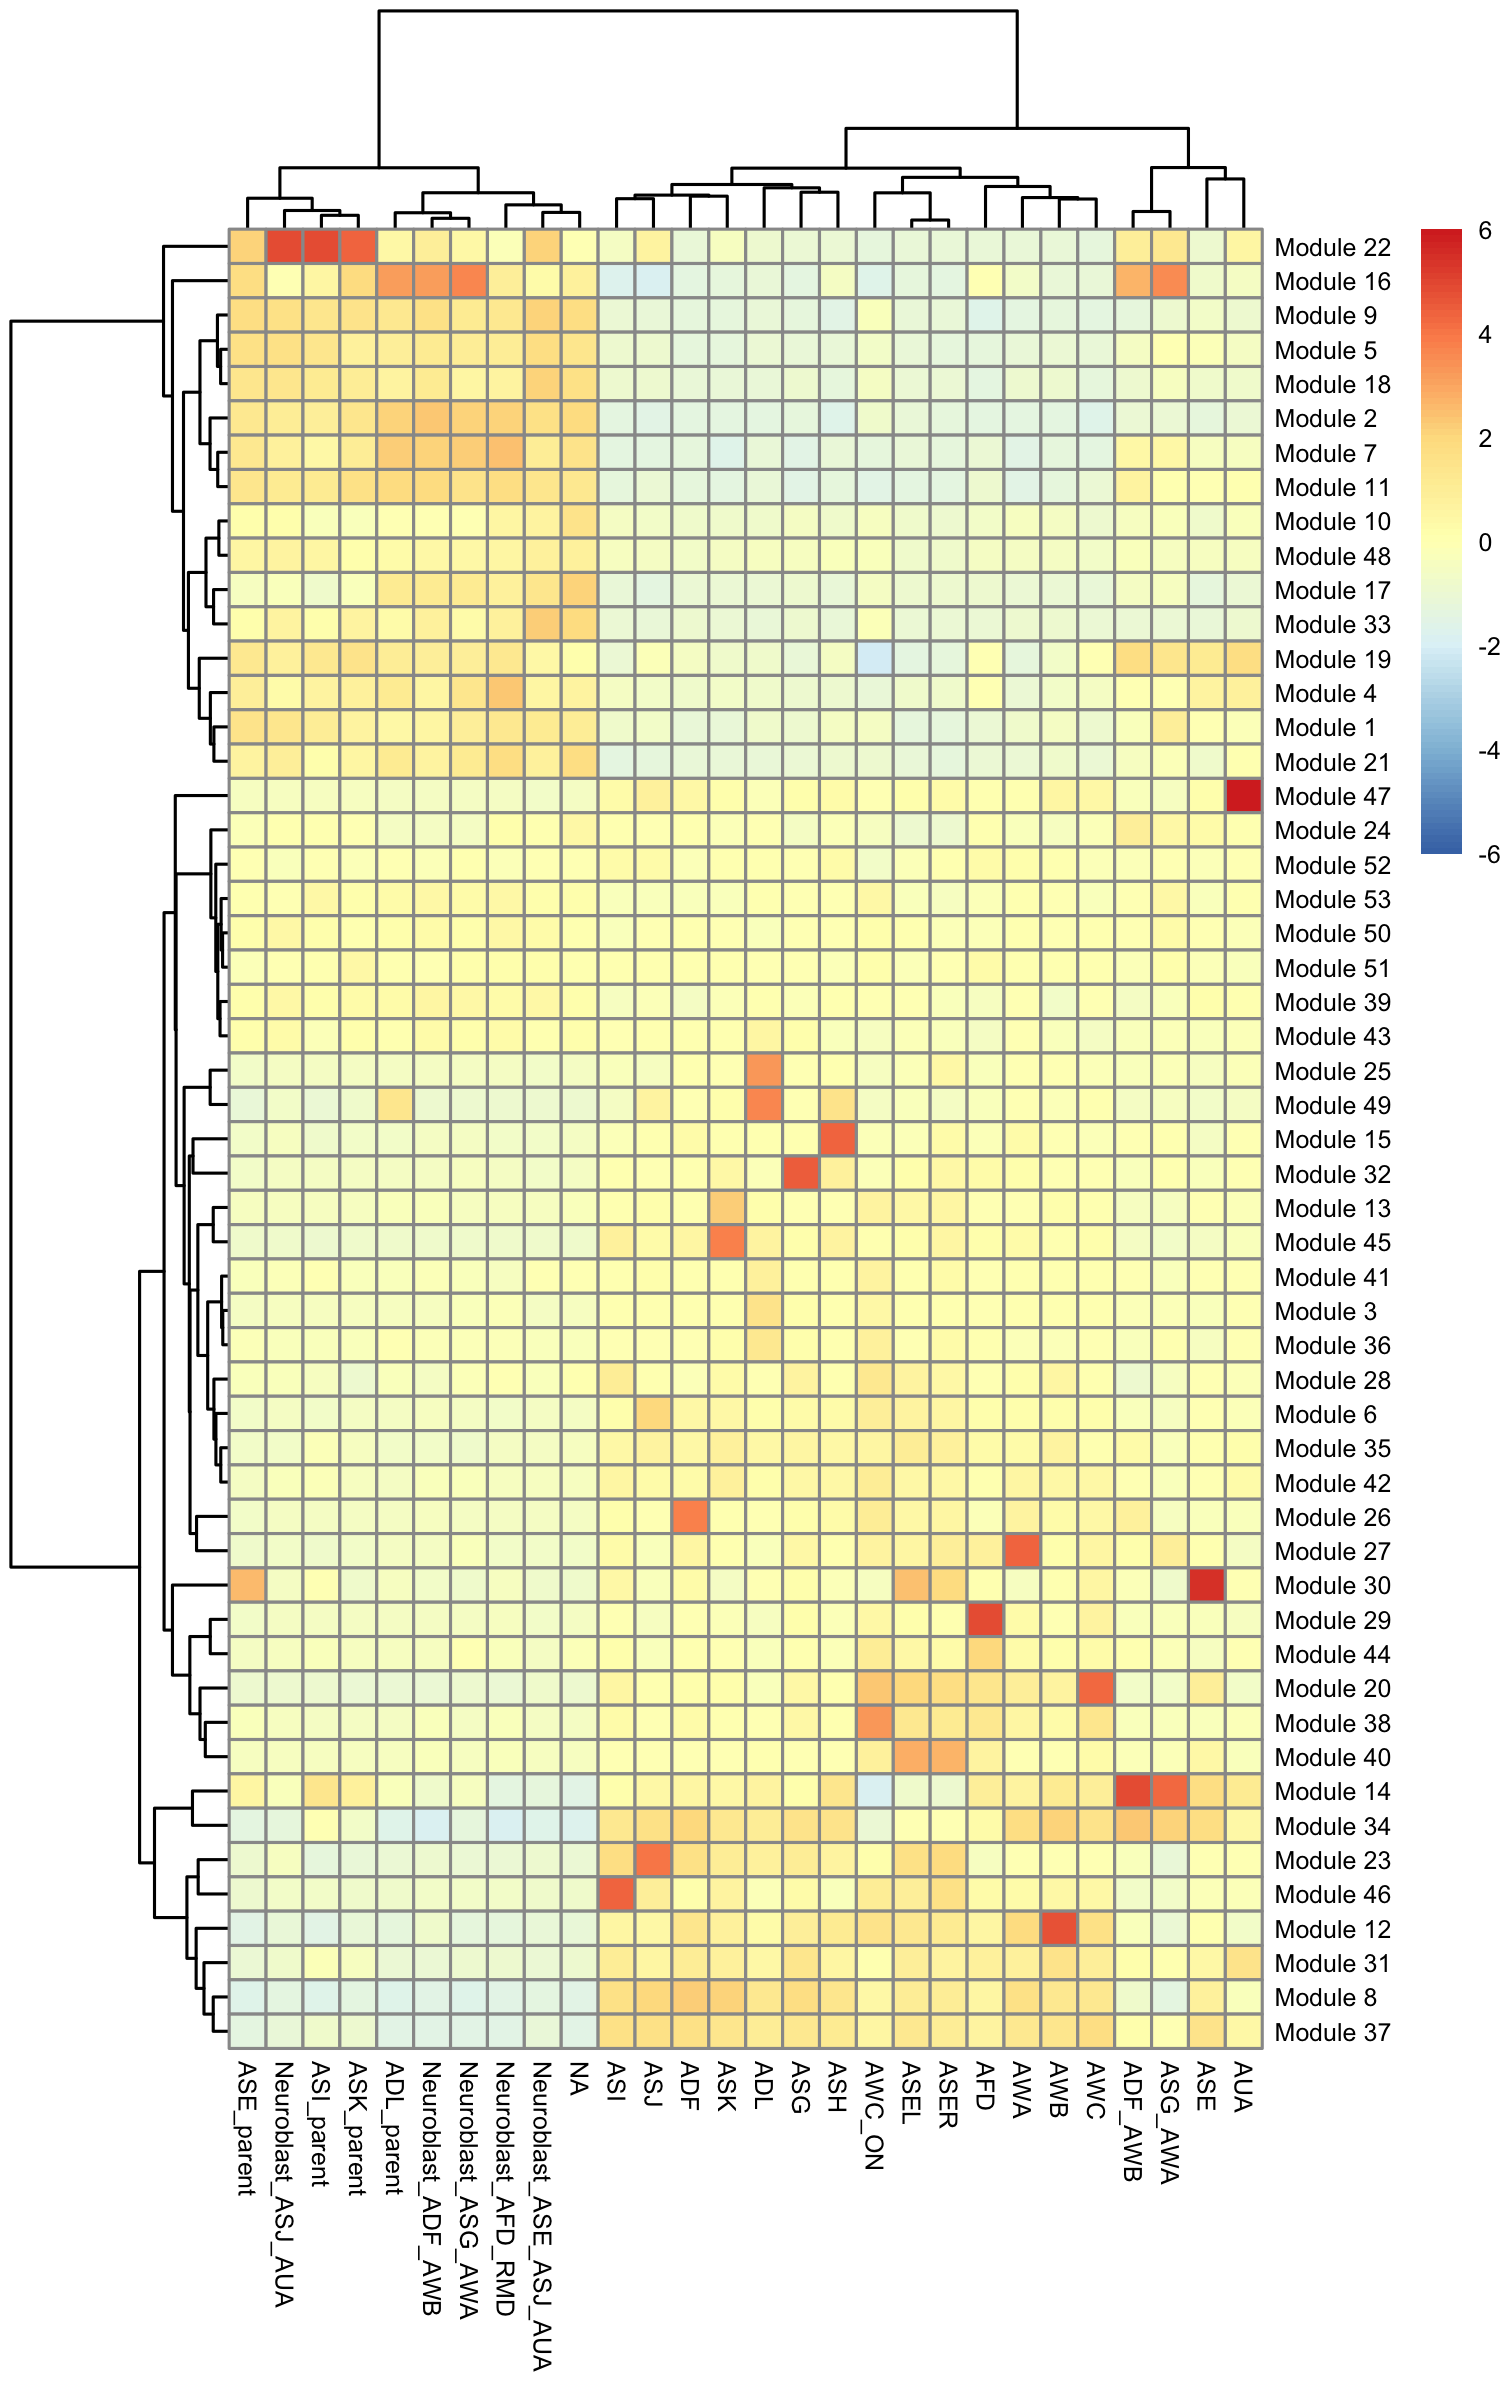 Module 22
Module 16
Module 9
Module 5
Module 18
Module 2
Module 7
Module 11
Module 10
Module 48
Module 17
Module 33
Module 19
Module 4
Module 1
Module 21
Module 47
Module 24
Module 52
Module 53
Module 50
Module 51
Module 39
Module 43
Module 25
Module 49
Module 15
Module 32
Module 13
Module 45
Module 41
Module 3
Module 36
Module 28
Module 6
Module 35
Module 42
Module 26
Module 27
Module 30
Module 29
Module 44
Module 20
Module 38
Module 40
Module 14
Module 34
Module 23
Module 46
Module 12
Module 31
Module 8
Module 37
6
4
2
0
-2
-4
-6
ASE_parent
Neuroblast_ASJ_AUA
ASI_parent
ASK_parent
ADL_parent
Neuroblast_ADF_AWB
Neuroblast_ASG_AWA
Neuroblast_AFD_RMD
Neuroblast_ASE_ASJ_AUA
NA
ASI
ASJ
ADF
ASK
ADL
ASG
ASH
AWC_ON
ASEL
ASER
AFD
AWA
AWB
AWC
ADF_AWB
ASG_AWA
ASE
AUA